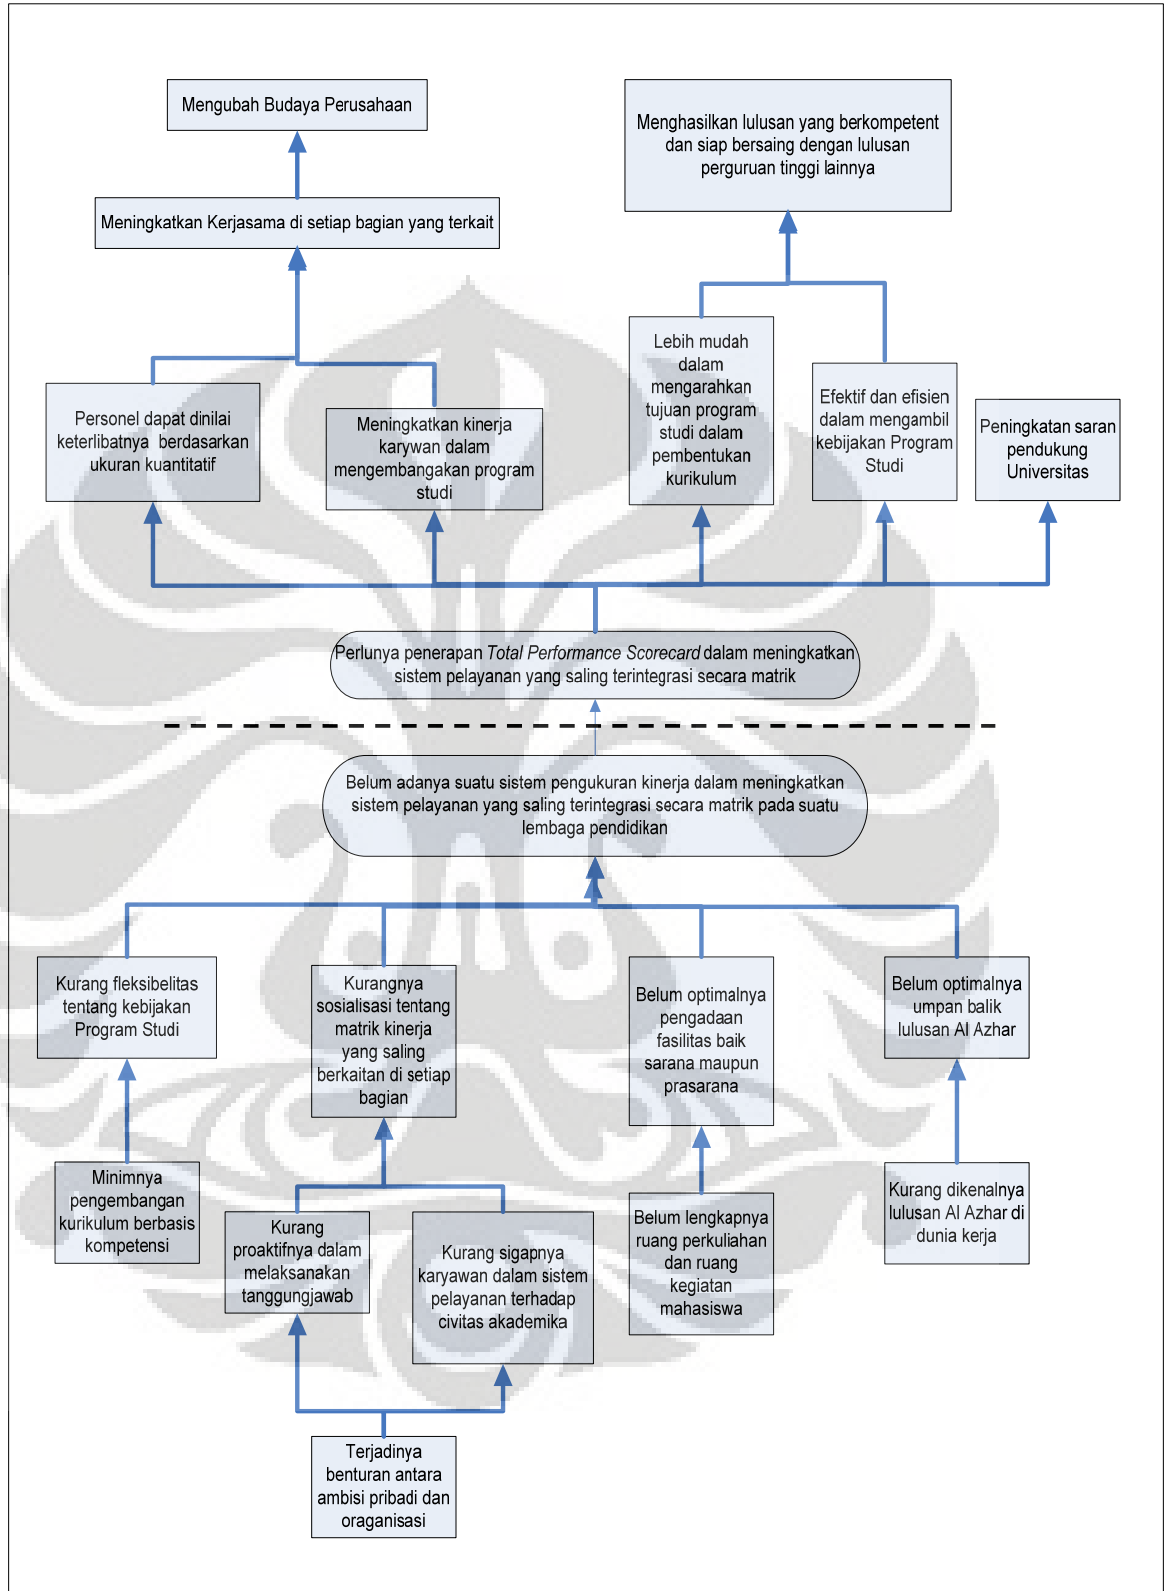 Mengubah Budaya Perusahaan
Menghasilkan lulusan yang berkompetent
dan siap bersaing dengan lulusan
perguruan tinggi lainnya
Meningkatkan Kerjasama di setiap bagian yang terkait
Personel dapat dinilai
keterlibatnya berdasarkan
ukuran kuantitatif
Meningkatkan kinerja
karywan dalam
mengembangakan program
studi
Lebih mudah
dalam
mengarahkan
tujuan program
studi dalam
pembentukan
kurikulum
Efektif dan efisien
dalam mengambil
kebijakan Program
Studi
Peningkatan saran
pendukung
Universitas
Perlunya penerapan Total Performance Scorecard dalam meningkatkan
sistem pelayanan yang saling terintegrasi secara matrik
Belum adanya suatu sistem pengukuran kinerja dalam meningkatkan
sistem pelayanan yang saling terintegrasi secara matrik pada suatu
lembaga pendidikan
Kurang fleksibelitas
tentang kebijakan
Program Studi
Kurangnya
sosialisasi tentang
matrik kinerja
yang saling
berkaitan di setiap
bagian
Belum optimalnya
pengadaan
fasilitas baik
sarana maupun
prasarana
Belum optimalnya
umpan balik
lulusan Al Azhar
Minimnya
pengembangan
kurikulum berbasis
kompetensi
Kurang
proaktifnya dalam
melaksanakan
tanggungjawab
Kurang sigapnya
karyawan dalam sistem
pelayanan terhadap
civitas akademika
Belum lengkapnya
ruang perkuliahan
dan ruang
kegiatan
mahasiswa
Kurang dikenalnya
lulusan Al Azhar di
dunia kerja
Terjadinya
benturan antara
ambisi pribadi dan
oraganisasi